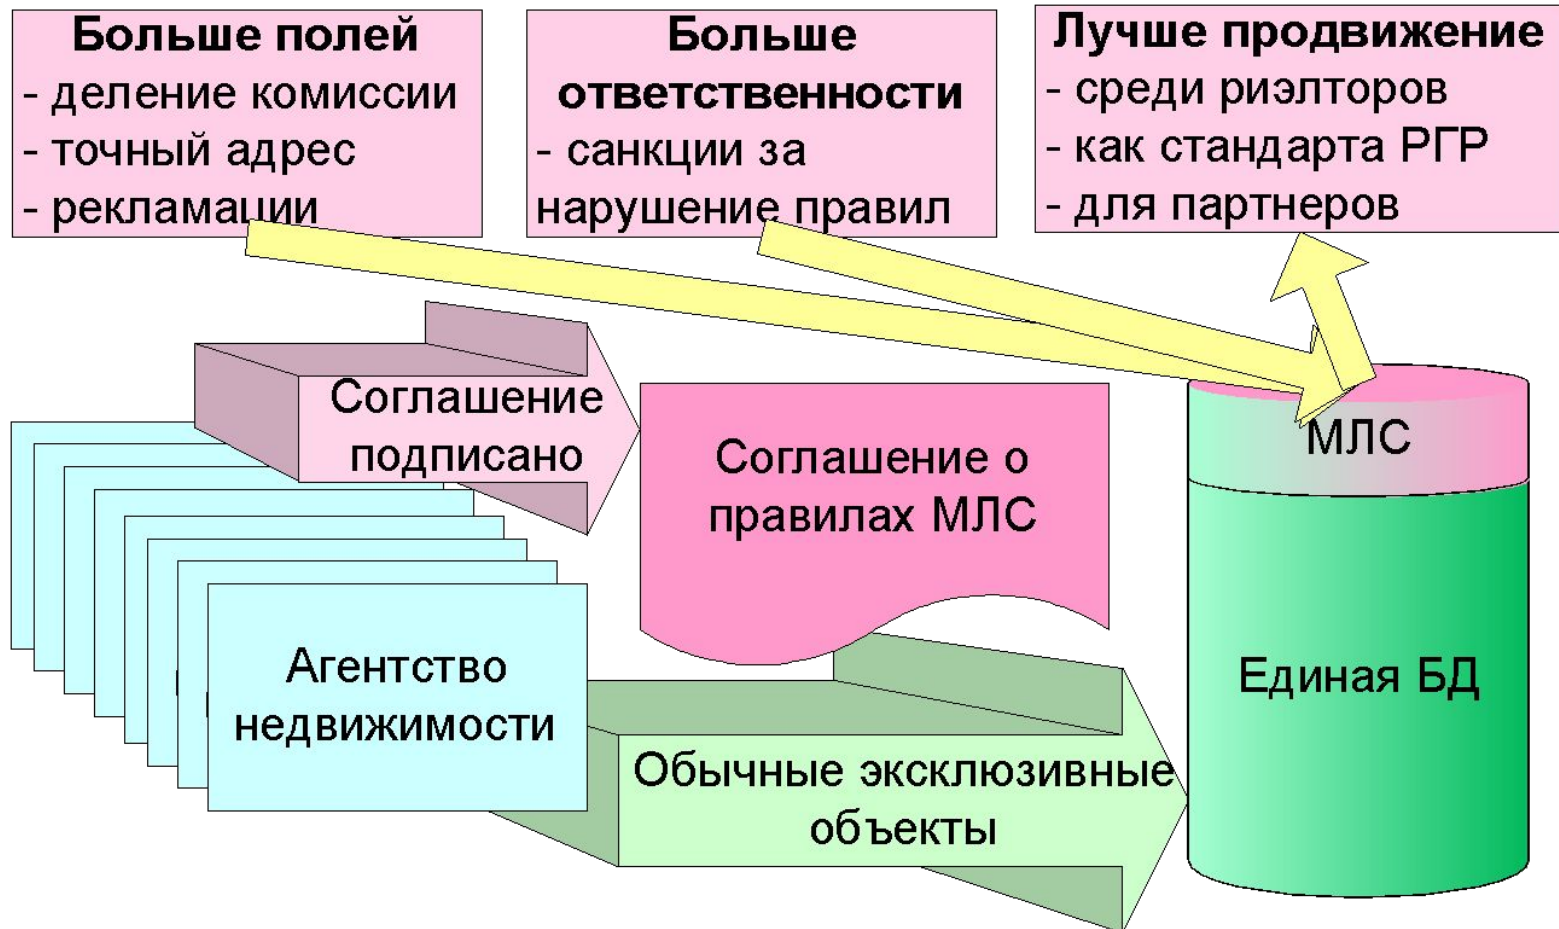 Больше полей
- деление комиссии
- точный адрес
- рекламации
Больше
ответственности
- санкции за
нарушение правил
Лучше продвижение
- среди риэлторов
- как стандарта РГР
- для партнеров
Соглашение
подписано
Соглашение о
правилах МЛС
МЛС
Единая БД
Агентство
недвижимости
Обычные эксклюзивные
объекты